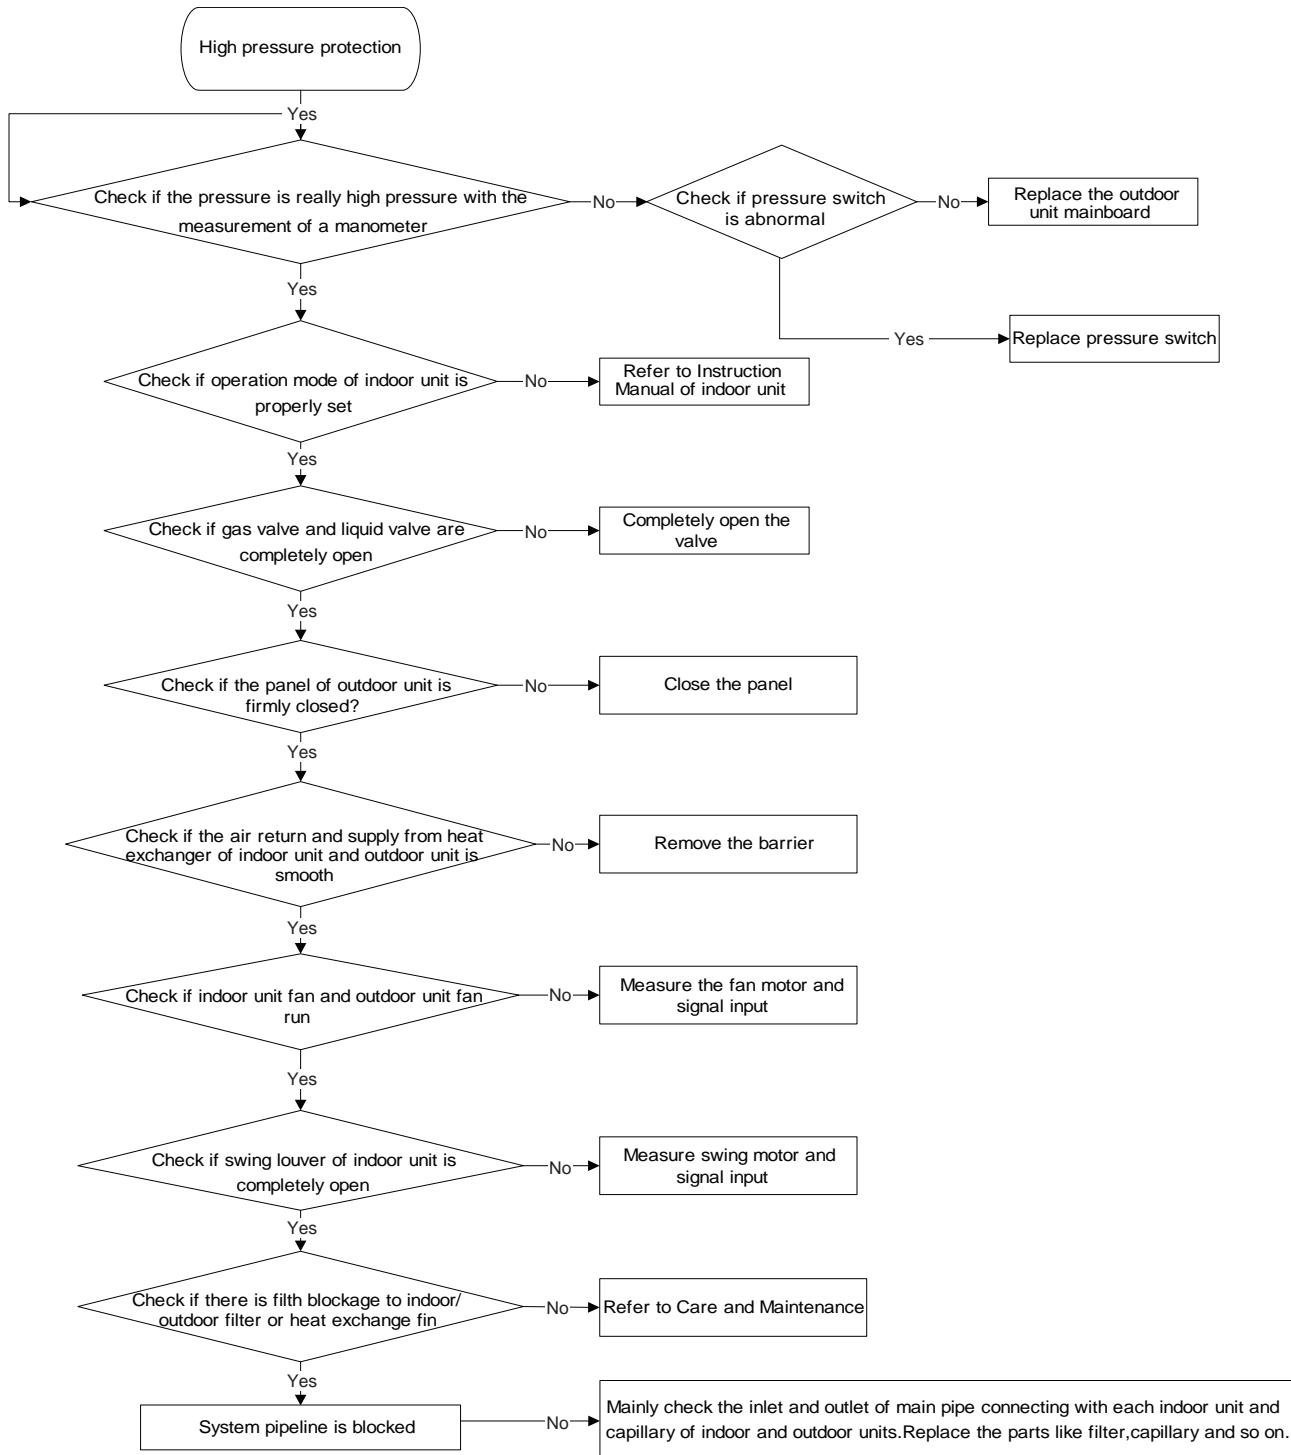 High pressure protection
Yes
Check if the pressure is really high pressure with the
measurement of a manometer
No
Check if pressure switch
is abnormal
No
Replace the outdoor
unit mainboard
Yes
Replace pressure switch
Yes
Check if operation mode of indoor unit is
properly set
No
Refer to Instruction
Manual of indoor unit
Yes
Check if gas valve and liquid valve are
completely open
No
Completely open the
valve
Yes
Check if the panel of outdoor unit is
firmly closed?
No
Close the panel
Yes
Check if the air return and supply from heat
exchanger of indoor unit and outdoor unit is
smooth
No
Remove the barrier
Yes
Check if indoor unit fan and outdoor unit fan
run
No
Measure the fan motor and
signal input
Yes
Check if swing louver of indoor unit is
completely open
No
Measure swing motor and
signal input
Yes
Check if there is filth blockage to indoor/
outdoor filter or heat exchange fin
No
Refer to Care and Maintenance
Yes
System pipeline is blocked
No
Mainly check the inlet and outlet of main pipe connecting with each indoor unit and
capillary of indoor and outdoor units.Replace the parts like filter,capillary and so on.